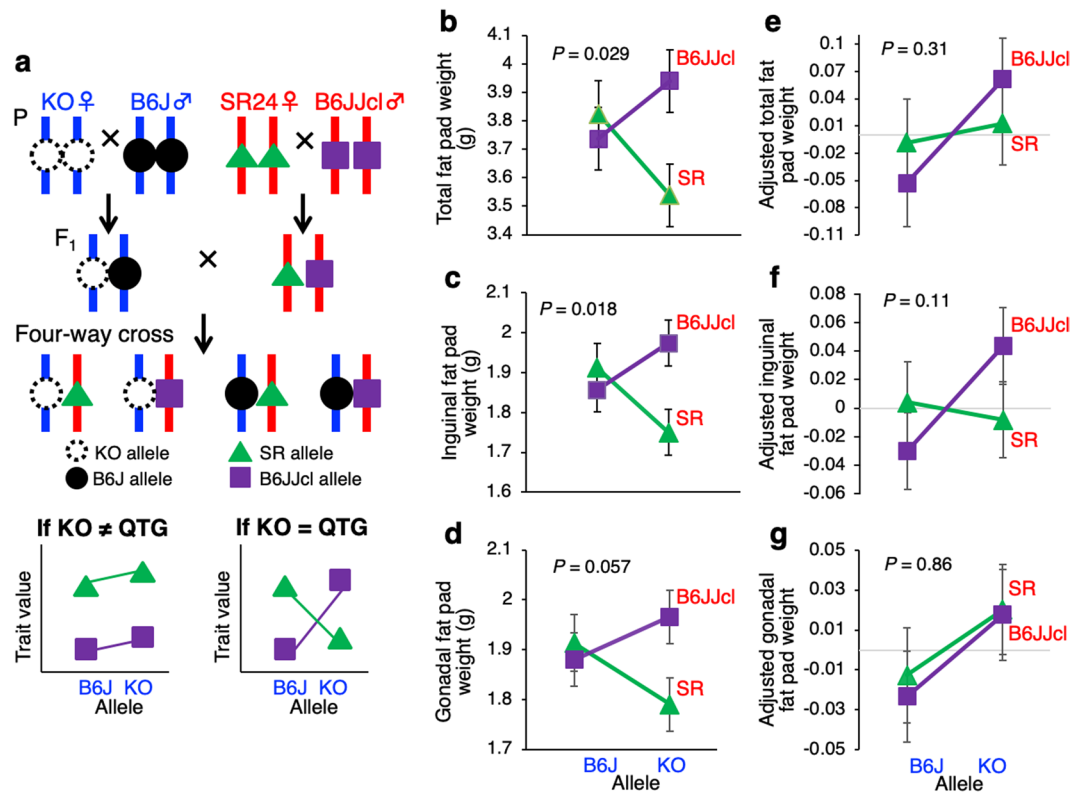 a
KO♀ B6J♂ SR24♀ B6JJcl♂
P
×
×
F1
×
Four-way cross
KO allele
SR allele
B6J allele
B6JJcl allele
If KO ≠ QTG
If KO = QTG
Trait value
B6J KO
Allele
Trait value
B6J KO
Allele
b
Total fat pad weight
(g)
4.1
4
3.9
3.8
3.7
3.6
3.5
3.4
P = 0.029
B6JJcl
SR
c
Inguinal fat pad
weight (g)
2.1
2
1.9
1.8
1.7
1.6
P = 0.018
B6JJcl
SR
d
Gonadal fat pad
weight (g)
2.1
2
1.9
1.8
1.7
P = 0.057
B6JJcl
SR
B6J KO
Allele
e
Adjusted total fat
pad weight
0.1
0.07
0.04
0.01
-0.02
-0.05
-0.08
-0.11
P = 0.31
B6JJcl
SR
f
Adjusted inguinal
fat pad weight
0.08
0.06
0.04
0.02
0
-0.02
-0.04
-0.06
P = 0.11
B6JJcl
SR
g
Adjusted gonadal
fat pad weight
0.05
0.03
0.01
-0.01
-0.03
-0.05
P = 0.86
SR
B6JJcl
B6J KO
Allele